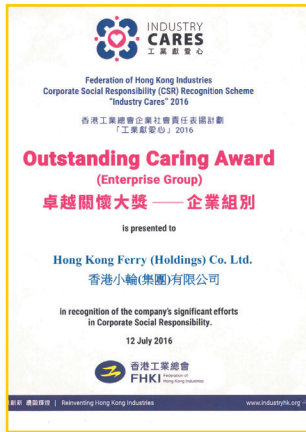 INDUSTRY
CARES
工業獻愛心
Federation of Hong Kong Industries
Corporate Social Responsibility (CSR) Recognition Scheme
"Industry Cares" 2016
香港工業總會企業社會責任表揚計劃
「工業獻愛心」2016
Outstanding Caring Award
(Enterprise Group)
卓越關懷大獎 —— 企業組別
is presented to
Hong Kong Ferry (Holdings) Co. Ltd.
香港小輪(集團)有限公司
in recognition of the company's significant efforts
in Corporate Social Responsibility.
12 July 2016
香港工業總會
FHKI Federation of
Hong Kong Industries
Reinventing Hong Kong Industries
www.industryhk.org